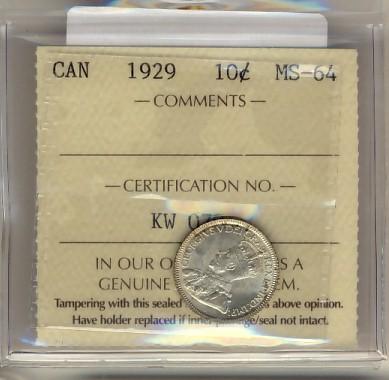 CAN 1929 10¢ MS-64
— COMMENTS —
— CERTIFICATION NO. —
KW
IN OUR A
GENUINE
Tampering with this sealed above opinion.
Have holder replaced if inner seal not intact.